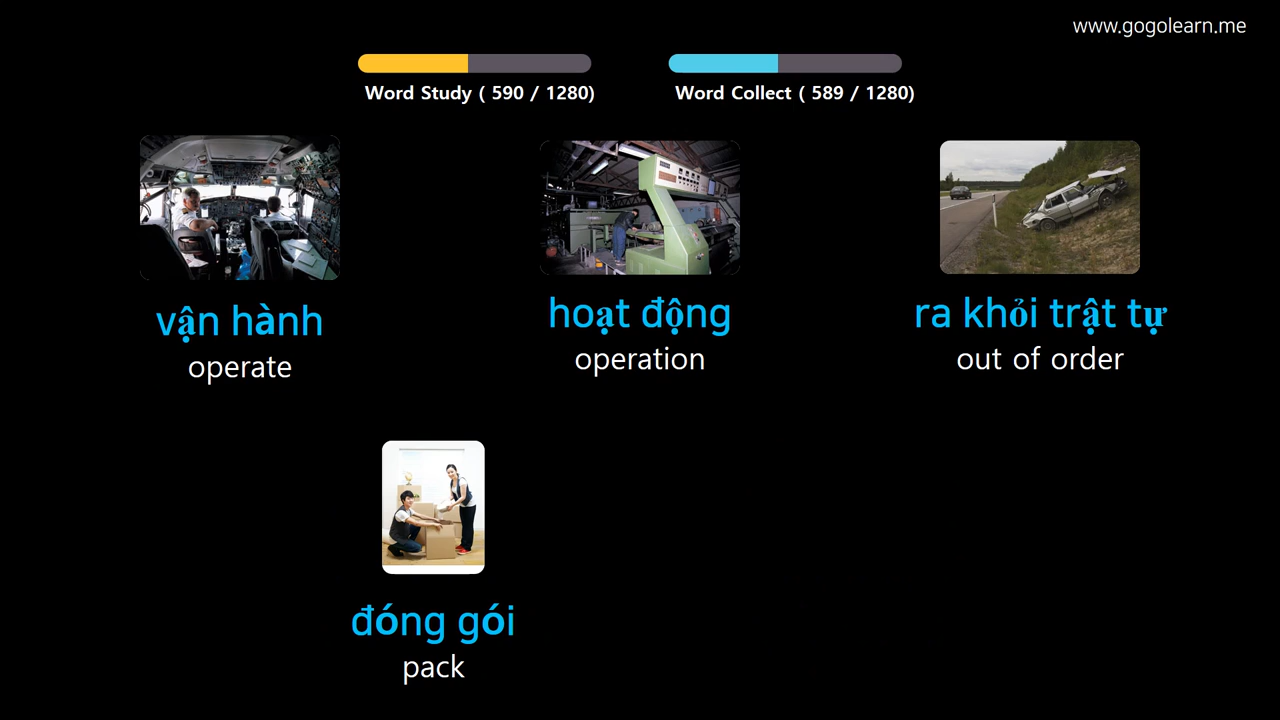 www.gogolearn.me
Word Study ( 590 / 1280)
Word Collect ( 589 / 1280)
vận hành
operate
hoạt động
operation
ra khỏi trật tự
out of order
đóng gói
pack